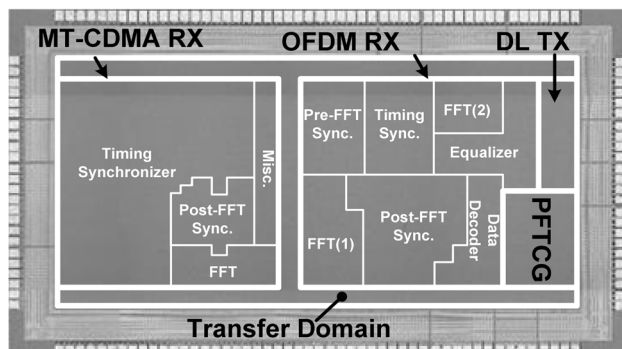 MT-CDMA RX
OFDM RX
DL TX
Timing
Synchronizer
Misc.
Post-FFT
Sync.
FFT
Pre-FFT
Sync.
Timing
Sync.
FFT(2)
Equalizer
FFT(1)
Post-FFT
Sync.
Data
Decoder
PFTCG
Transfer Domain